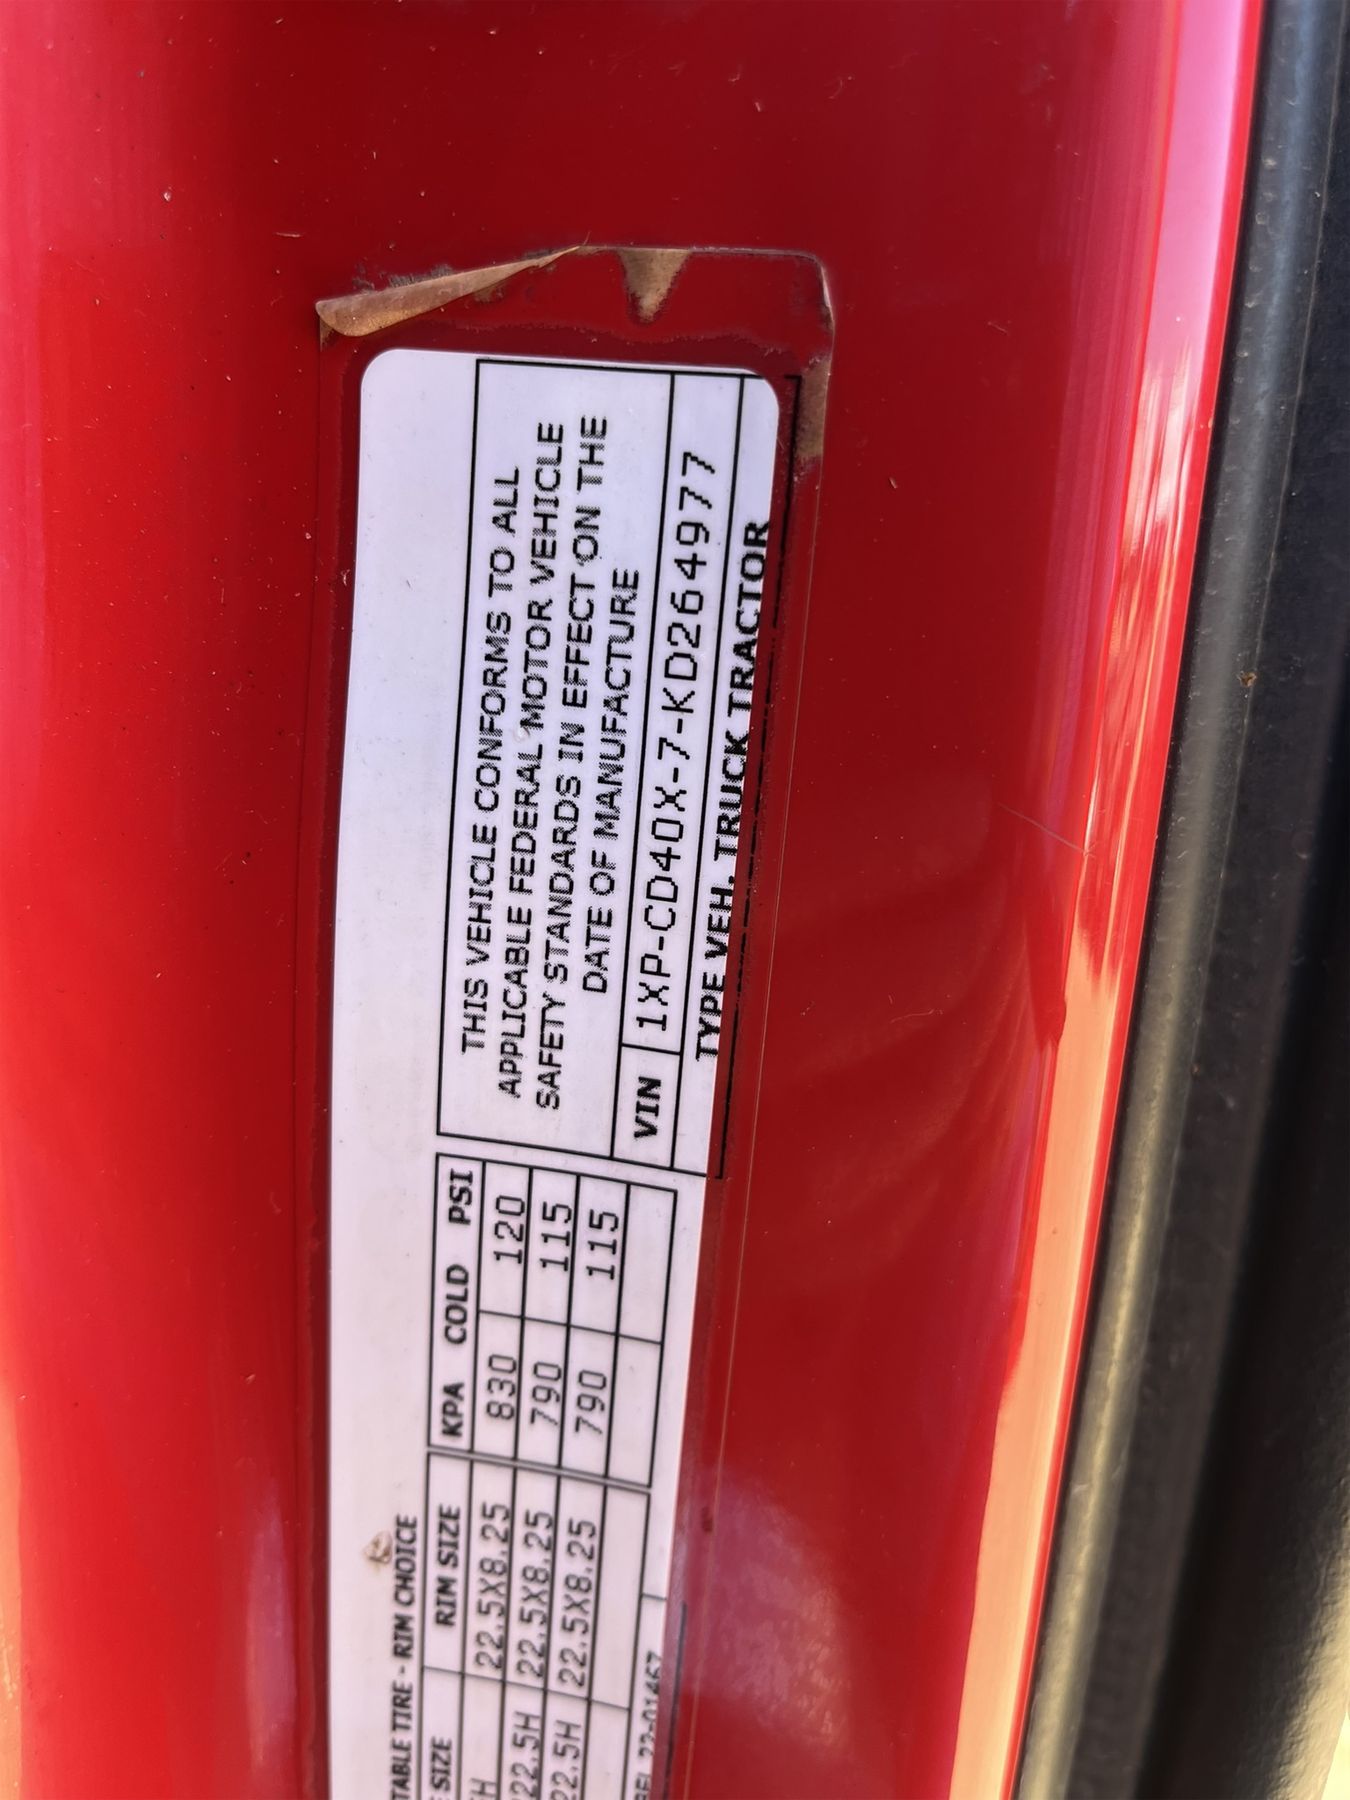 THIS VEHICLE CONFORMS TO ALL
APPLICABLE FEDERAL MOTOR VEHICLE
SAFETY STANDARDS IN EFFECT ON THE
DATE OF MANUFACTURE
VIN 1XP-CD40X-7-KD264977
TYPE VEH. TRUCK TRACTOR
TIRE - RIM CHOICE
SIZE RIM SIZE KPA COLD PSI
22.5X8.25 830 120
22.5H 22.5X8.25 790 115
22.5H 22.5X8.25 790 115